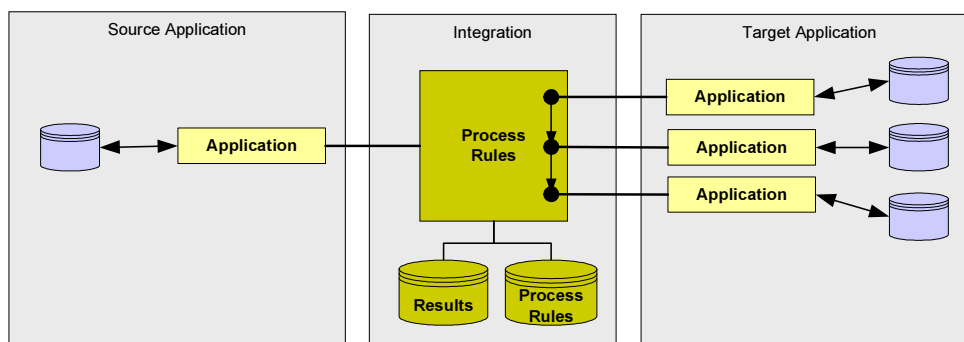 Source Application
Integration
Target Application
Application
Process
Rules
Application
Application
Application
Results
Process
Rules